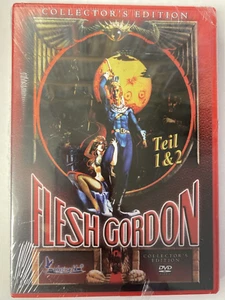 COLLECTOR'S EDITION
Teil
1&2
FLESH GORDON
COLLECTOR'S
EDITION
DVD